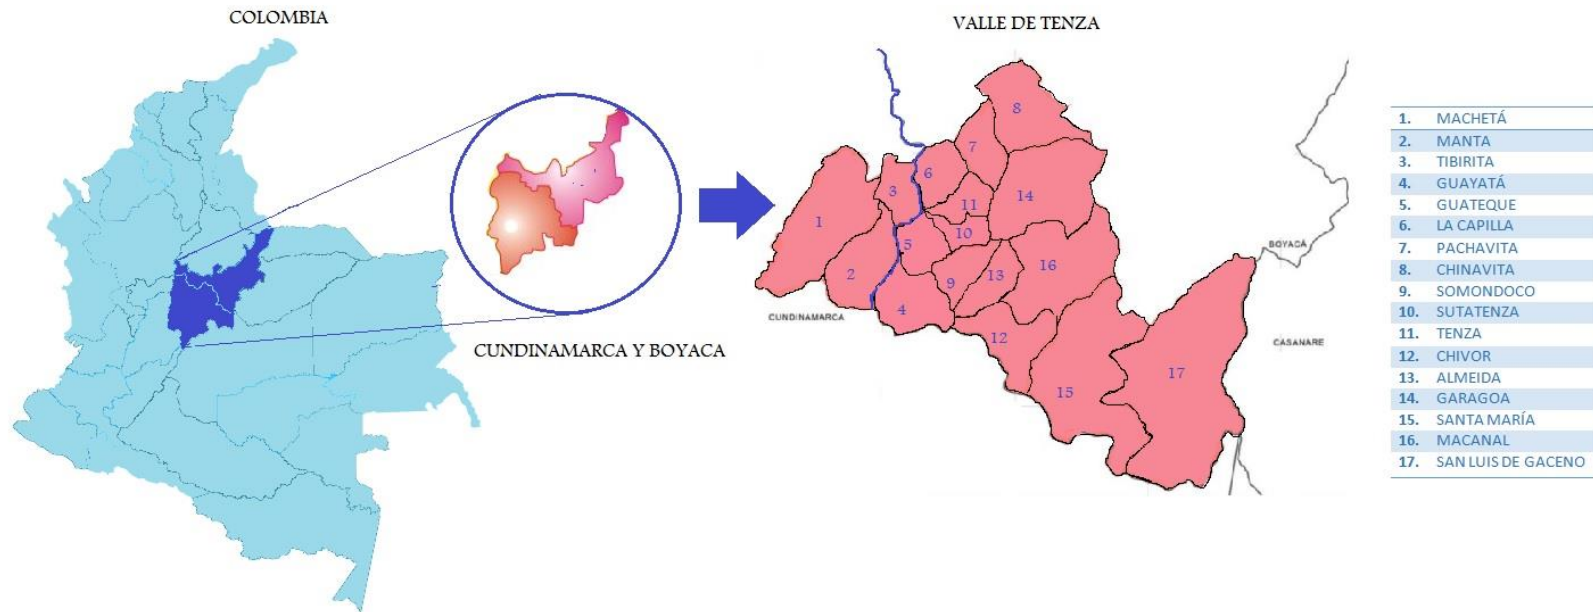 COLOMBIA
CUNDINAMARCA Y BOYACA
VALLE DE TENZA
8
7
6
3
14
11
1
10
5
BOYACÁ
16
2
13
9
4
CUNDINAMARCA
12
CASANARE
17
15
1. MACHETÁ
2. MANTA
3. TIBIRITA
4. GUAYATÁ
5. GUATEQUE
6. LA CAPILLA
7. PACHAVITA
8. CHINAVITA
9. SOMONDOCO
10. SUTATENZA
11. TENZA
12. CHIVOR
13. ALMEIDA
14. GARAGOA
15. SANTA MARÍA
16. MACANAL
17. SAN LUIS DE GACENO